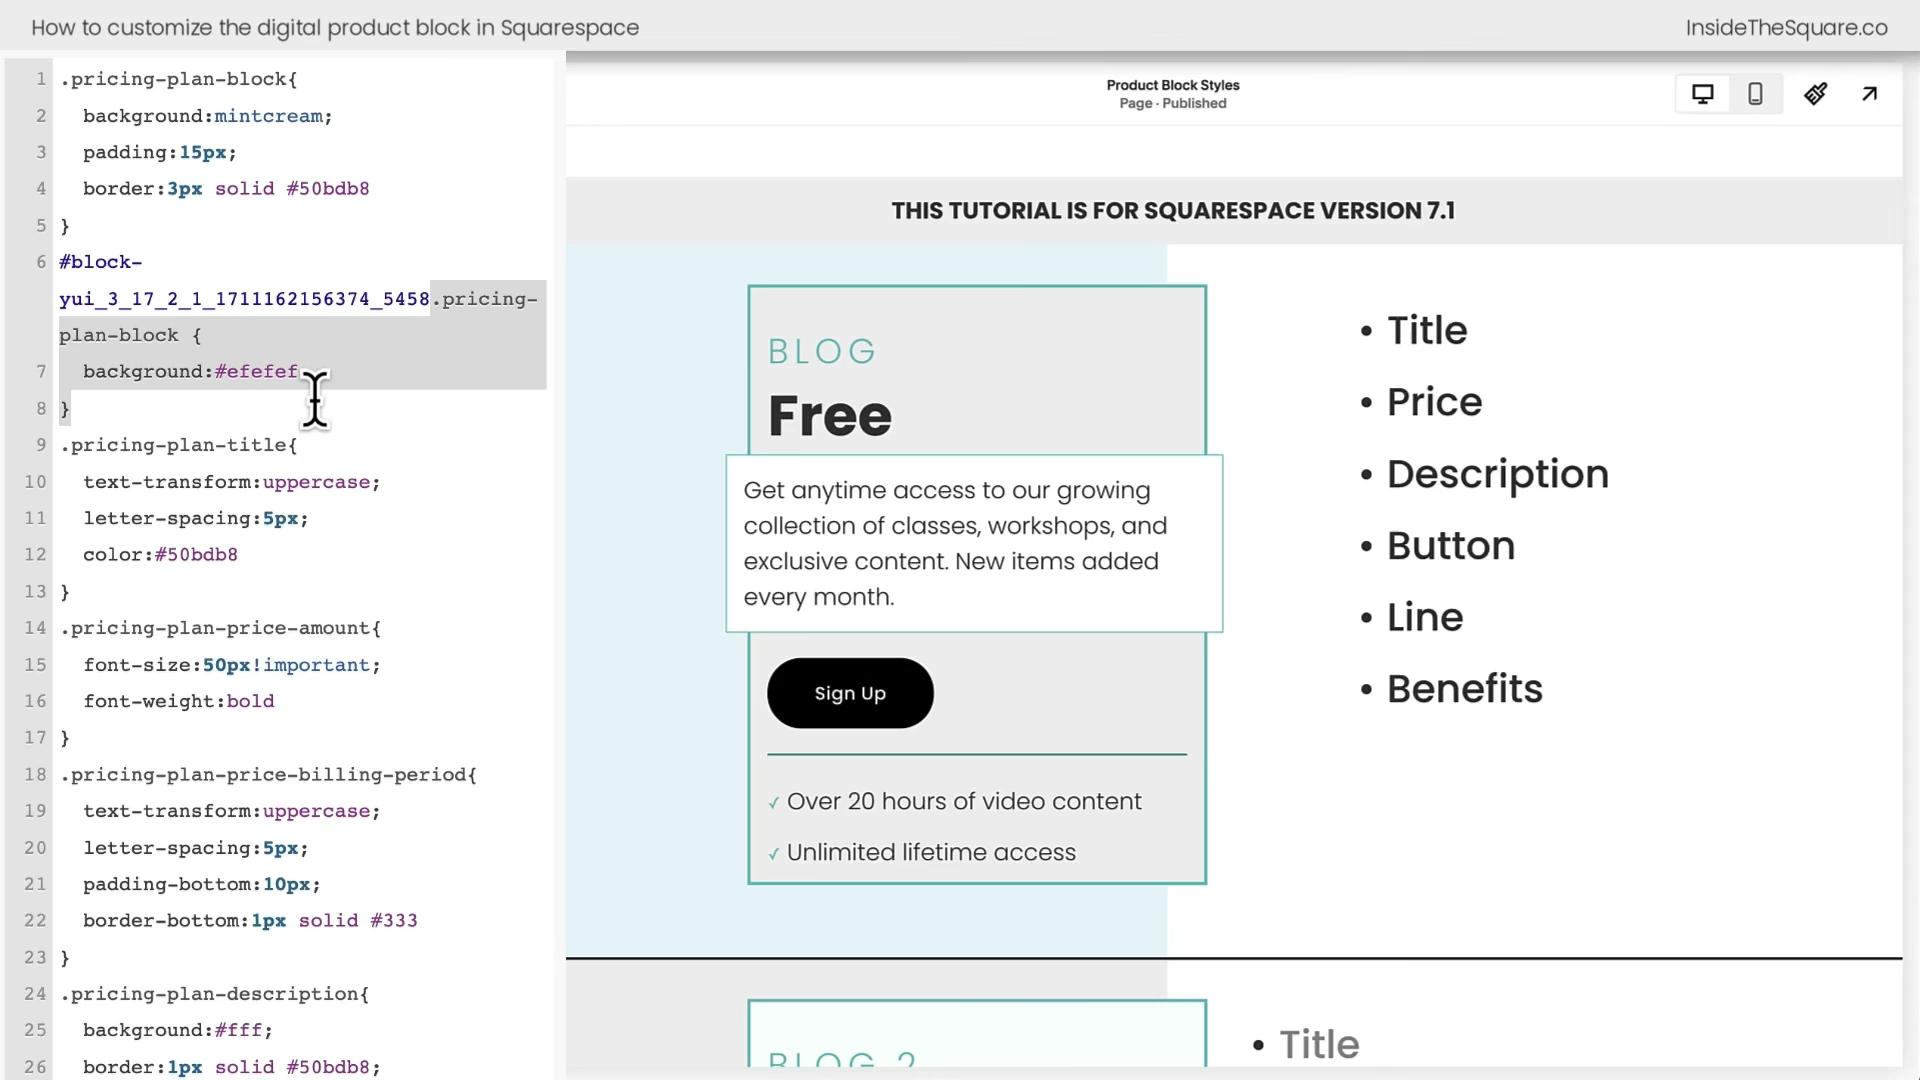 How to customize the digital product block in Squarespace
InsideTheSquare.co
1 .pricing-plan-block{
2 background:mintcream;
3 padding:15px;
4 border:3px solid #50bdb8
5 }
6 #block-
yui_3_17_2_1_1711162156374_5458.pricing-
plan-block {
7 background:#efefef
8 }
9 .pricing-plan-title{
10 text-transform:uppercase;
11 letter-spacing:5px;
12 color:#50bdb8
13 }
14 .pricing-plan-price-amount{
15 font-size:50px!important;
16 font-weight:bold
17 }
18 .pricing-plan-price-billing-period{
19 text-transform:uppercase;
20 letter-spacing:5px;
21 padding-bottom:10px;
22 border-bottom:1px solid #333
23 }
24 .pricing-plan-description{
25 background:#fff;
26 border:1px solid #50bdb8;
Product Block Styles
Page · Published
THIS TUTORIAL IS FOR SQUARESPACE VERSION 7.1
BLOG
Free
Get anytime access to our growing
collection of classes, workshops, and
exclusive content. New items added
every month.
Sign Up
✓ Over 20 hours of video content
✓ Unlimited lifetime access
• Title
• Price
• Description
• Button
• Line
• Benefits
BLOG 2
• Title